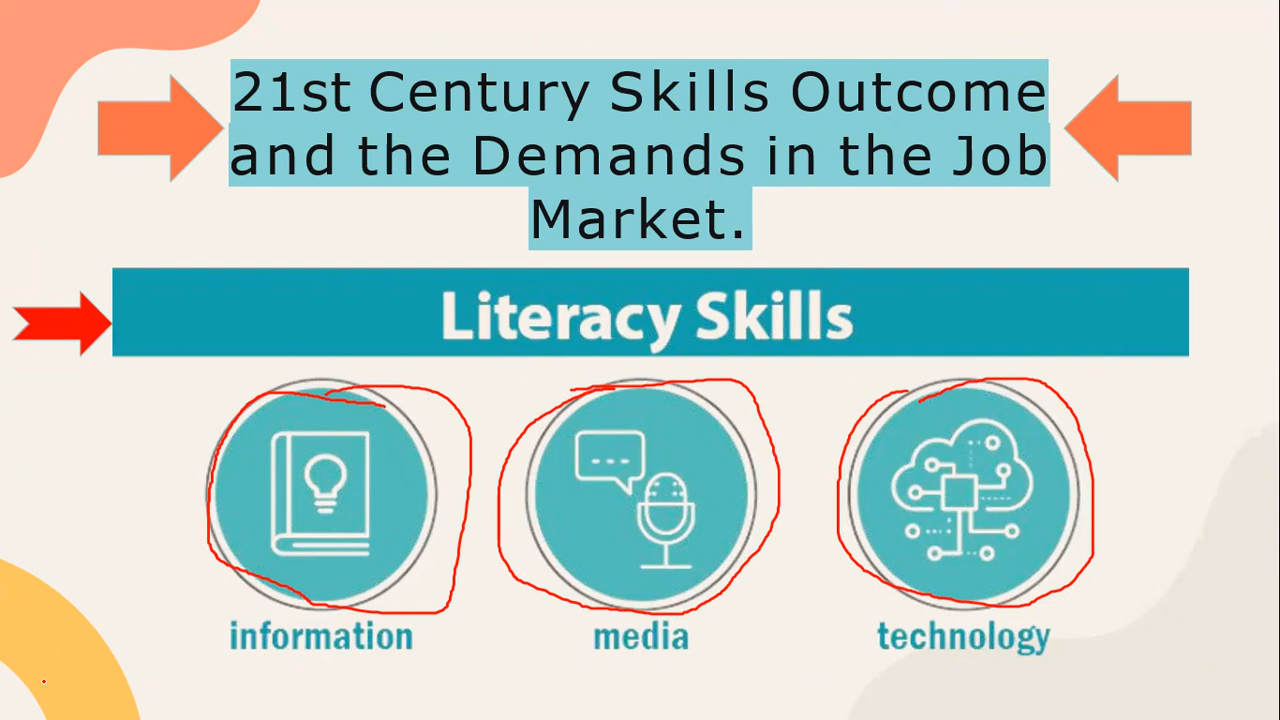 21st Century Skills Outcome
and the Demands in the Job
Market.
Literacy Skills
information
media
technology